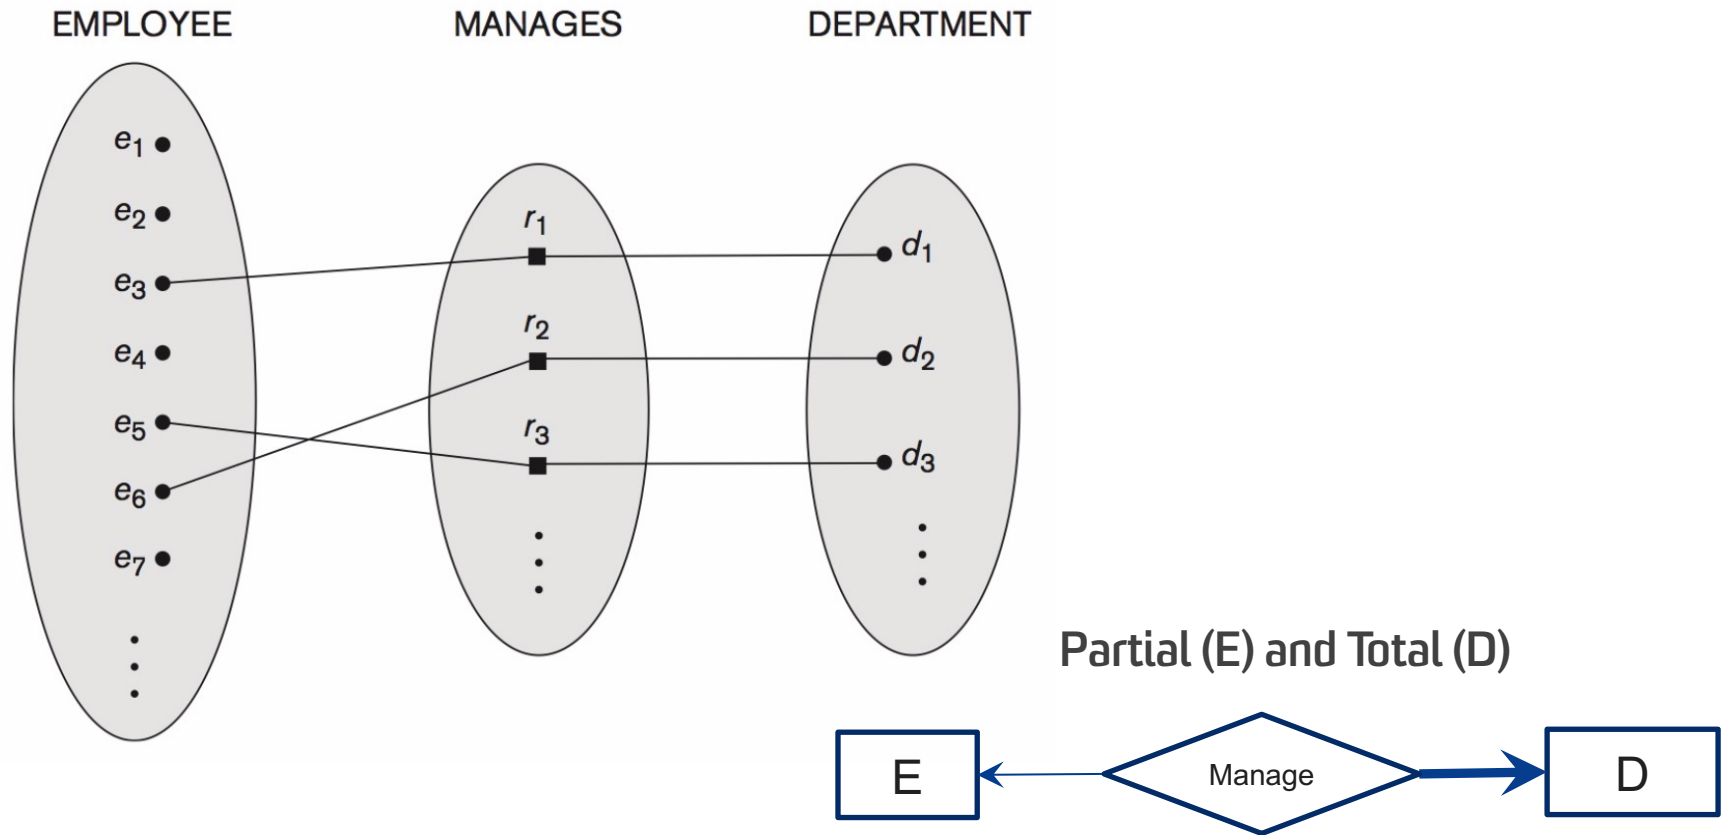 EMPLOYEE MANAGES DEPARTMENT
e1
e2
e3
e4
e5
e6
e7
r1
r2
r3
d1
d2
d3
Partial (E) and Total (D)
E Manage D